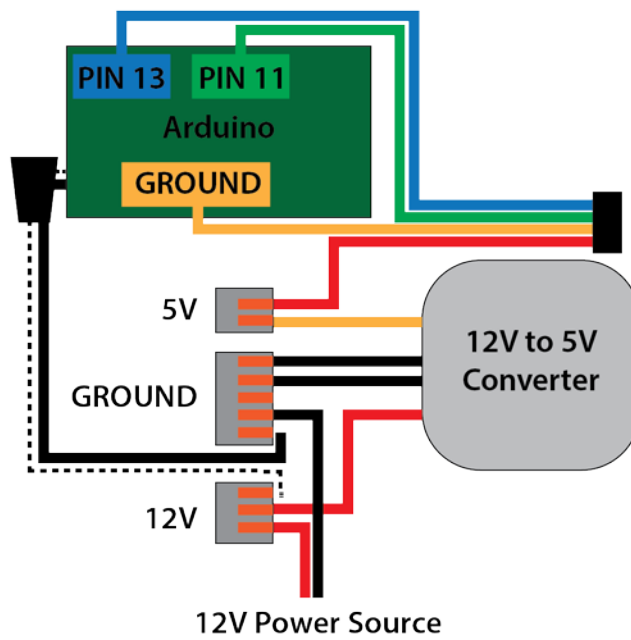 PIN 13
PIN 11
Arduino
GROUND
5V
12V to 5V
Converter
GROUND
12V
12V Power Source